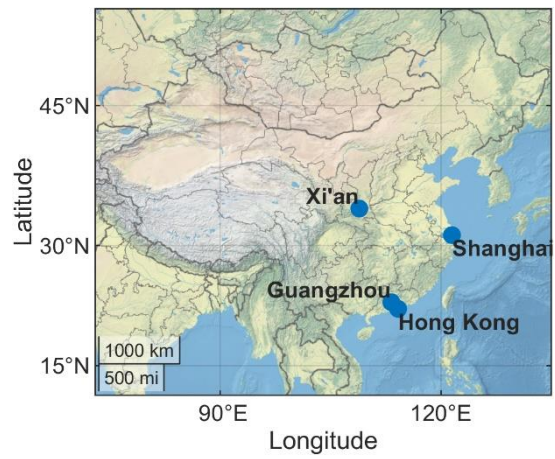 45°N
Xi'an
Latitude
30°N
Shanghai
Guangzhou
Hong Kong
1000 km
500 mi
15°N
90°E
120°E
Longitude